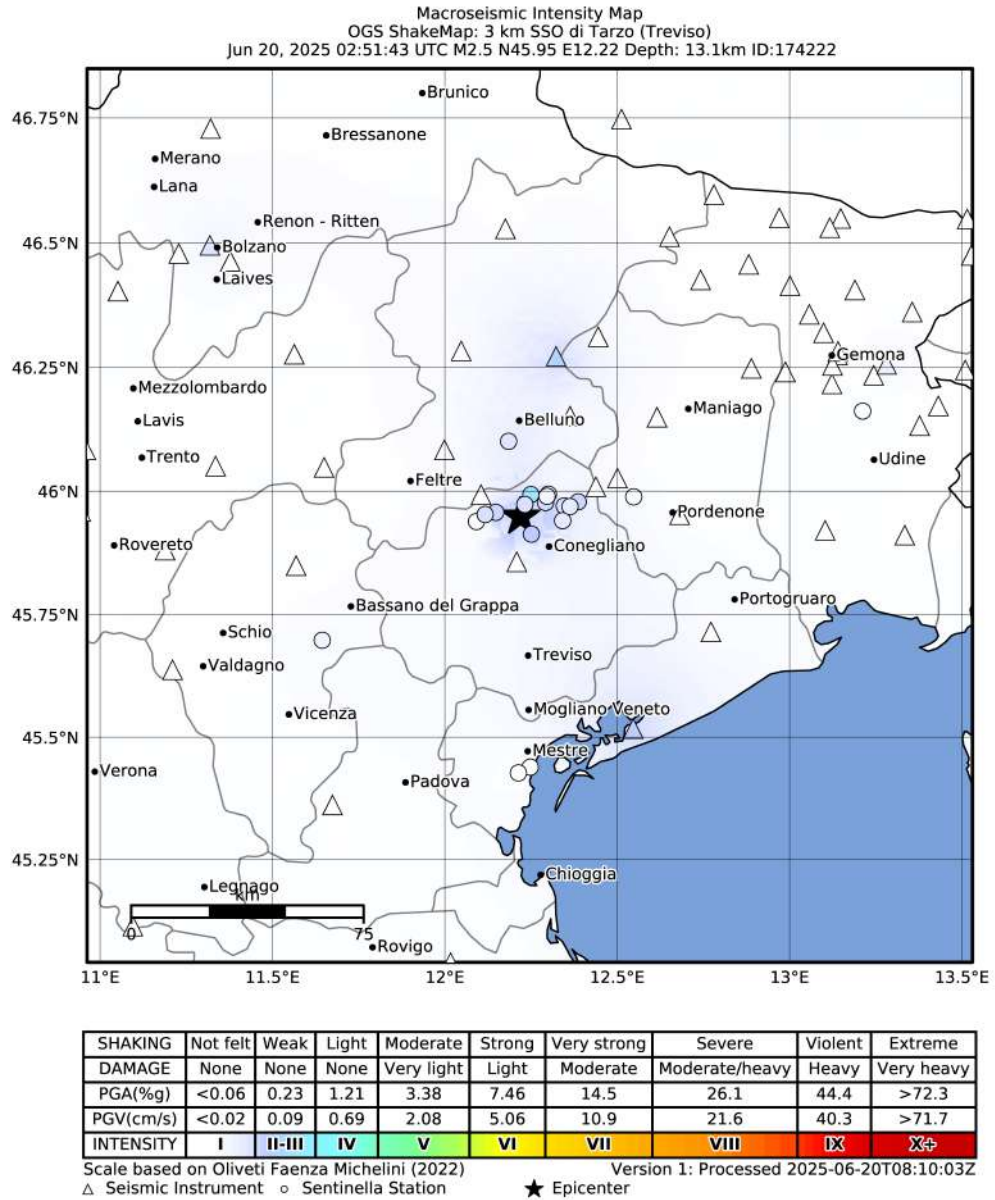 Macroseismic Intensity Map
OGS ShakeMap: 3 km SSO di Tarzo (Treviso)
Jun 20, 2025 02:51:43 UTC M2.5 N45.95 E12.22 Depth: 13.1km ID:174222
Brunico
46.75°N
Bressanone
Merano
Lana
Renon - Ritten
46.5°N
Bolzano
Laives
46.25°N
Gemona
Mezzolombardo
Maniago
Lavis
Belluno
Trento
Udine
Feltre
46°N
Pordenone
Rovereto
Conegliano
45.75°N
Bassano del Grappa
Portogruaro
Schio
Valdagno
Treviso
Vicenza
Mogliano Veneto
45.5°N
Mestre
Verona
Padova
45.25°N
Chioggia
Legnago
km
0 75
Rovigo
11°E 11.5°E 12°E 12.5°E 13°E 13.5°E
SHAKING Not felt Weak Light Moderate Strong Very strong Severe Violent Extreme
DAMAGE None None None Very light Light Moderate Moderate/heavy Heavy Very heavy
PGA(%g) <0.06 0.23 1.21 3.38 7.46 14.5 26.1 44.4 >72.3
PGV(cm/s) <0.02 0.09 0.69 2.08 5.06 10.9 21.6 40.3 >71.7
INTENSITY I II-III IV V VI VII VIII IX X+
Scale based on Oliveti Faenza Michelini (2022) Version 1: Processed 2025-06-20T08:10:03Z
Seismic Instrument Sentinella Station Epicenter